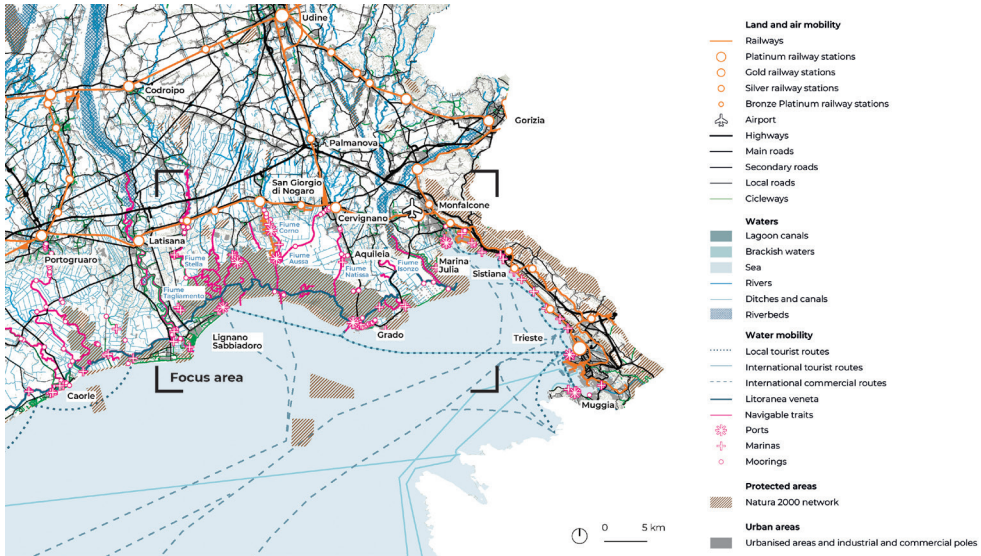 Udine
Codroipo
Gorizia
Palmanova
San Giorgio
di Nogaro
Cervignano
Monfalcone
Fiume
Corno
Latisana
Portogruaro
Fiume
Stella
Fiume
Aussa
Aquileia
Fiume
Natissa
Fiume
Isonzo
Marina
Julia
Sistiana
Fiume
Tagliamento
Lignano
Sabbiadoro
Grado
Trieste
Focus area
Caorle
Muggia
0 5 km
Land and air mobility
Railways
Platinum railway stations
Gold railway stations
Silver railway stations
Bronze Platinum railway stations
Airport
Highways
Main roads
Secondary roads
Local roads
Cicleways
Waters
Lagoon canals
Brackish waters
Sea
Rivers
Ditches and canals
Riverbeds
Water mobility
Local tourist routes
International tourist routes
International commercial routes
Litoranea veneta
Navigable traits
Ports
Marinas
Moorings
Protected areas
Natura 2000 network
Urban areas
Urbanised areas and industrial and commercial poles